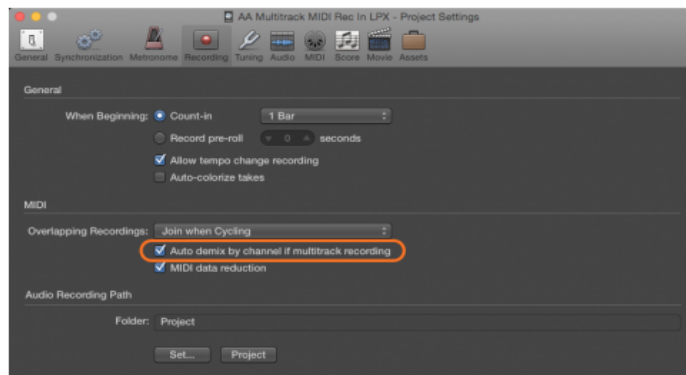 AA Multitrack MIDI Rec In LPX - Project Settings
General Synchronization Metronome Recording Tuning Audio MIDI Score Movie Assets
General
When Beginning: Count-in 1 Bar
Record pre-roll 0 seconds
Allow tempo change recording
Auto-colorize takes
MIDI
Overlapping Recordings: Join when Cycling
Auto demix by channel if multitrack recording
MIDI data reduction
Audio Recording Path
Folder: Project
Set... Project